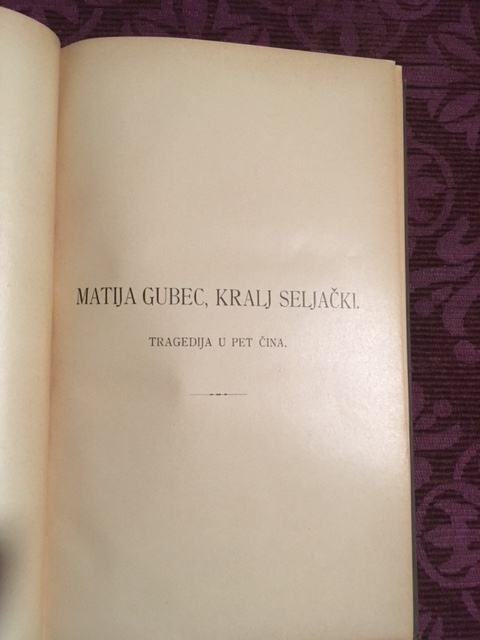 MATIJA GUBEC, KRALJ SELJAČKI.
TRAGEDIJA U PET ČINA.